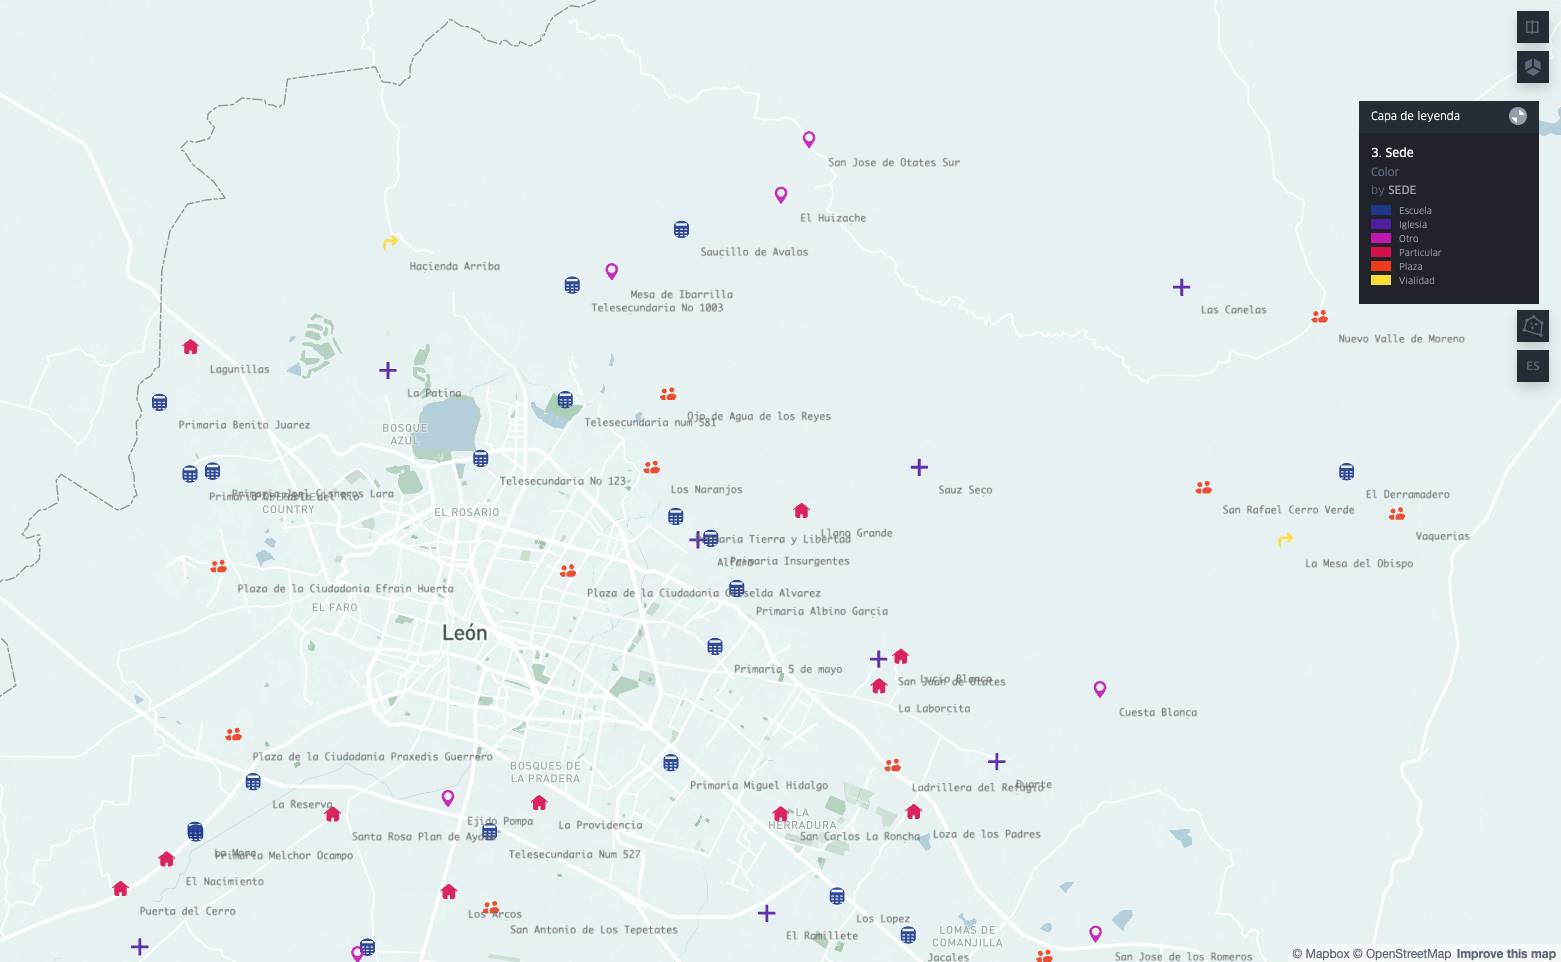 Capa de leyenda
3. Sede
Color
by SEDE
Escuela
Iglesia
Otro
Particular
Plaza
Vialidad
ES
San Jose de Otates Sur
El Huizache
Saucillo de Avalos
Hacienda Arriba
Mesa de Ibarrilla
Telesecundaria No 1003
Las Canelas
Nuevo Valle de Moreno
Lagunillas
La Patina
Ojo de Agua de los Reyes
Telesecundaria num 581
Primaria Benito Juarez
BOSQUE
AZUL
Telesecundaria No 123
Los Naranjos
Sauz Seco
Primaria Joel Cisneros Lara
COUNTRY
EL ROSARIO
El Derramadero
San Rafael Cerro Verde
Vaquerias
Llano Grande
Primaria Tierra y Libertad
Alfaro
Primaria Insurgentes
La Mesa del Obispo
Plaza de la Ciudadania Efrain Huerta
Plaza de la Ciudadania Griselda Alvarez
EL FARO
Primaria Albino Garcia
León
Primaria 5 de mayo
Lucio Blanco
San Juan de Otates
La Laborcita
Cuesta Blanca
Plaza de la Ciudadania Praxedis Guerrero
BOSQUES DE
LA PRADERA
Primaria Miguel Hidalgo
Ladrillera del Refugio
Duarte
La Reserva
Ejido Pompa
La Providencia
LA
HERRADURA
Santa Rosa Plan de Ayala
San Carlos La Roncha
Loza de los Padres
La Mora
Primaria Melchor Ocampo
Telesecundaria Num 527
El Nacimiento
Puerta del Cerro
Los Arcos
San Antonio de Los Tepetates
Los Lopez
El Ramillete
LOMAS DE
COMANJILLA
Jacales
San Jose de los Romeros
© Mapbox © OpenStreetMap Improve this map